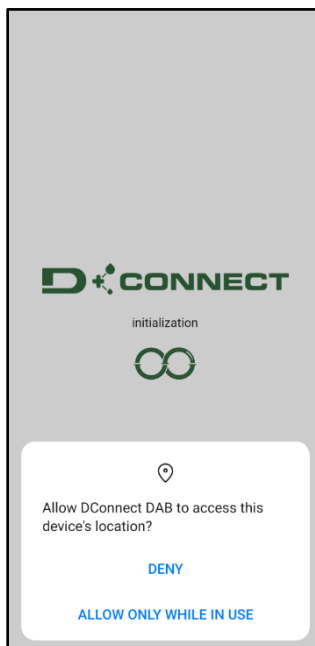 D CONNECT
initialization
Allow DConnect DAB to access this
device's location?
DENY
ALLOW ONLY WHILE IN USE